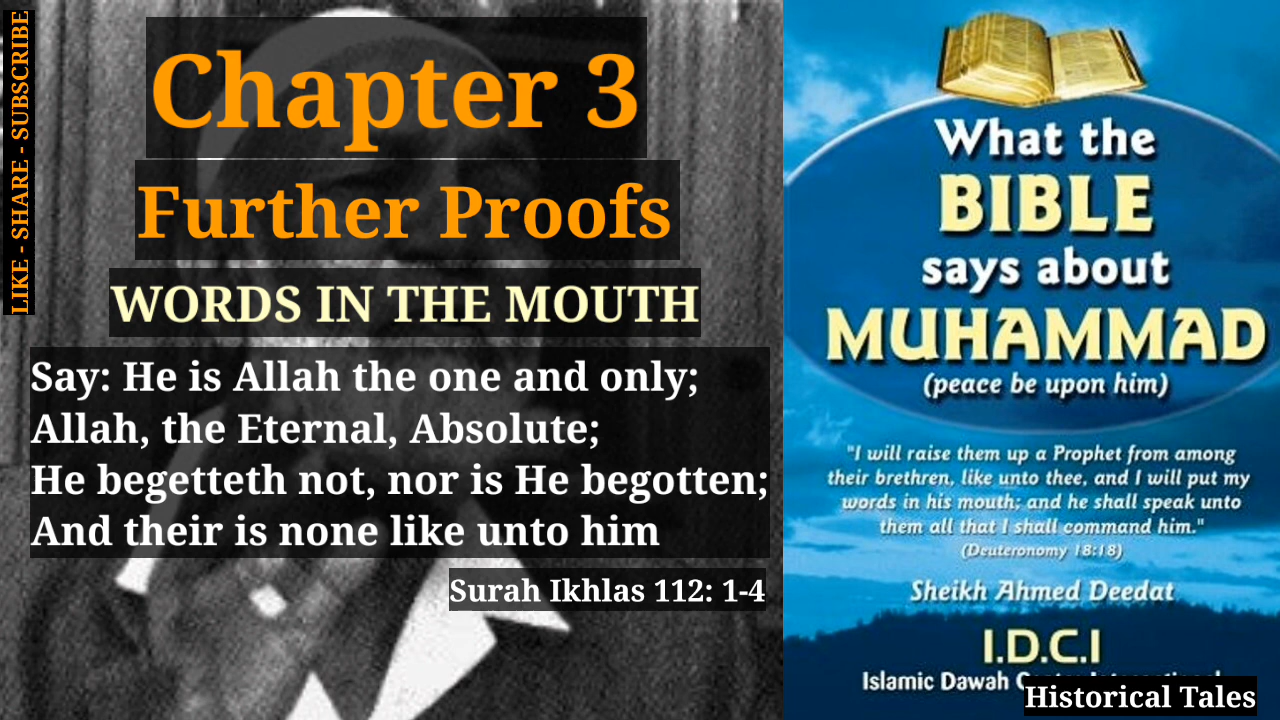 LIKE - SHARE - SUBSCRIBE
Chapter 3
Further Proofs
WORDS IN THE MOUTH
Say: He is Allah the one and only;
Allah, the Eternal, Absolute;
He begetteth not, nor is He begotten;
And their is none like unto him
Surah Ikhlas 112: 1-4
What the
BIBLE
says about
MUHAMMAD
(peace be upon him)
"I will raise them up a Prophet from among
their brethren, like unto thee, and I will put my
words in his mouth; and he shall speak unto
them all that I shall command him."
(Deuteronomy 18:18)
Sheikh Ahmed Deedat
I.D.C.I
Islamic Dawah
Historical Tales